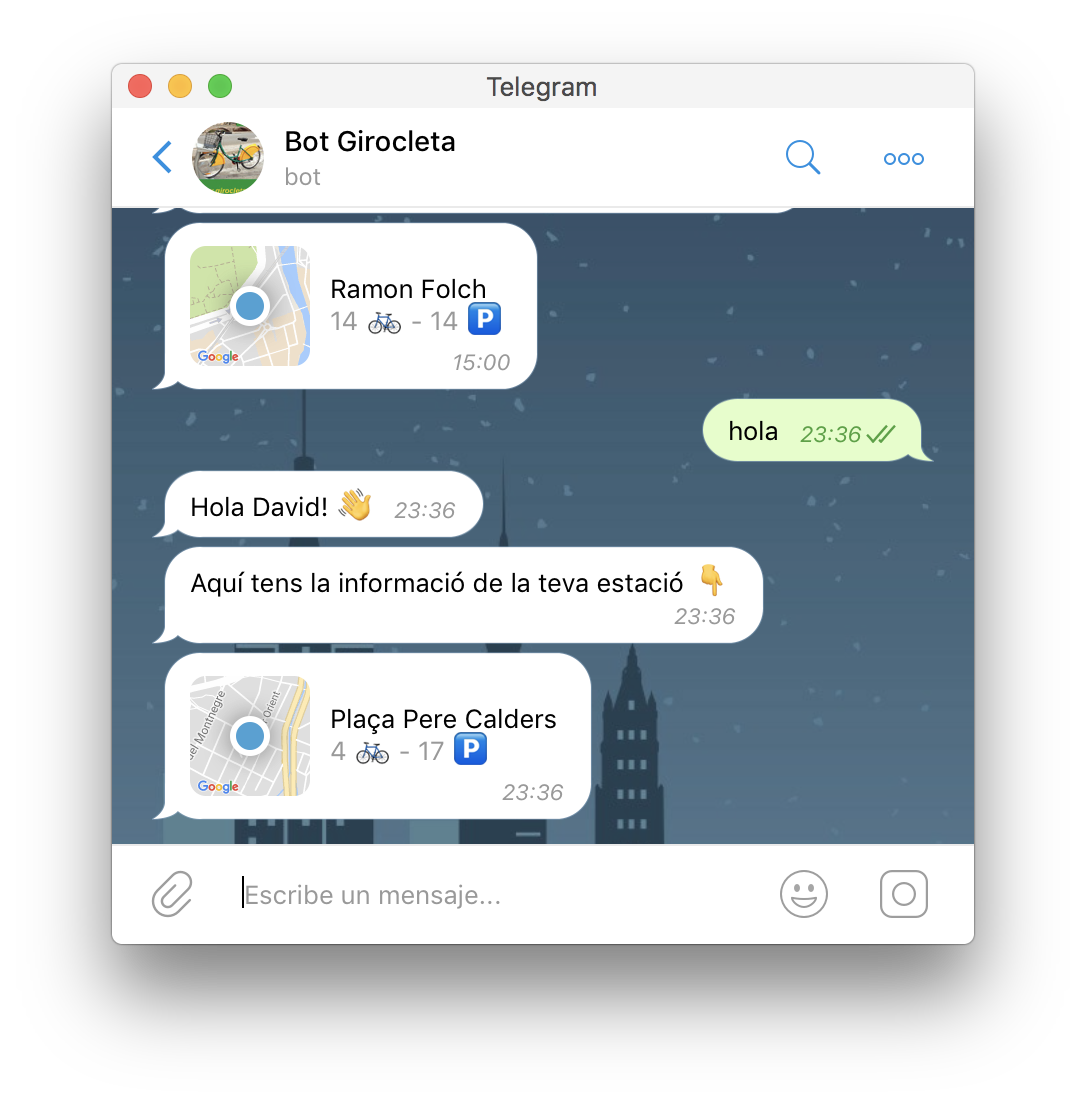 Telegram
Bot Girocleta
bot
girocleta
Ramon Folch
14 🚲 - 14 🅿️
Google
15:00
hola 23:36
Hola David! 👋 23:36
Aquí tens la informació de la teva estació 👇
23:36
del Montnegre
Orient
Plaça Pere Calders
4 🚲 - 17 🅿️
Google
23:36
Escribe un mensaje...